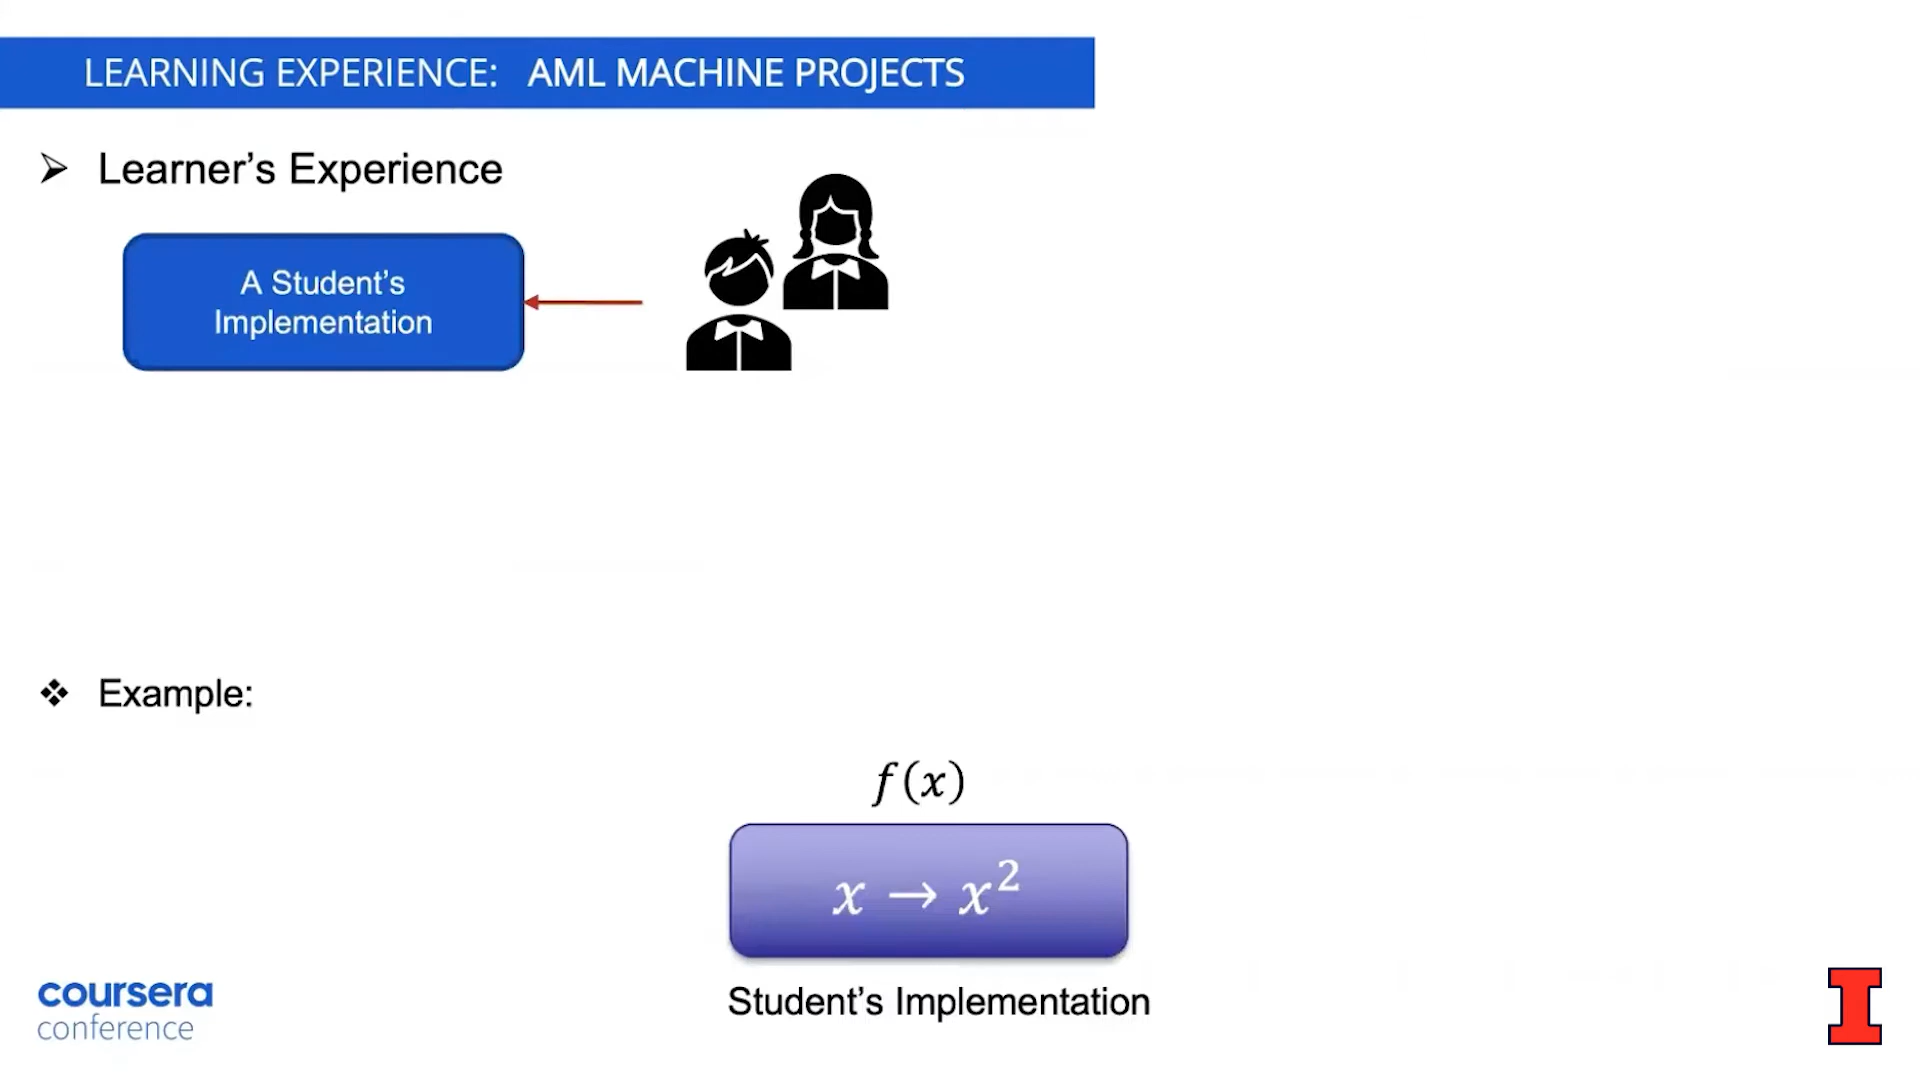 LEARNING EXPERIENCE: AML MACHINE PROJECTS
➢ Learner’s Experience
A Student’s
Implementation
❖ Example:
f(x)
x → x²
Student’s Implementation
coursera
conference
I